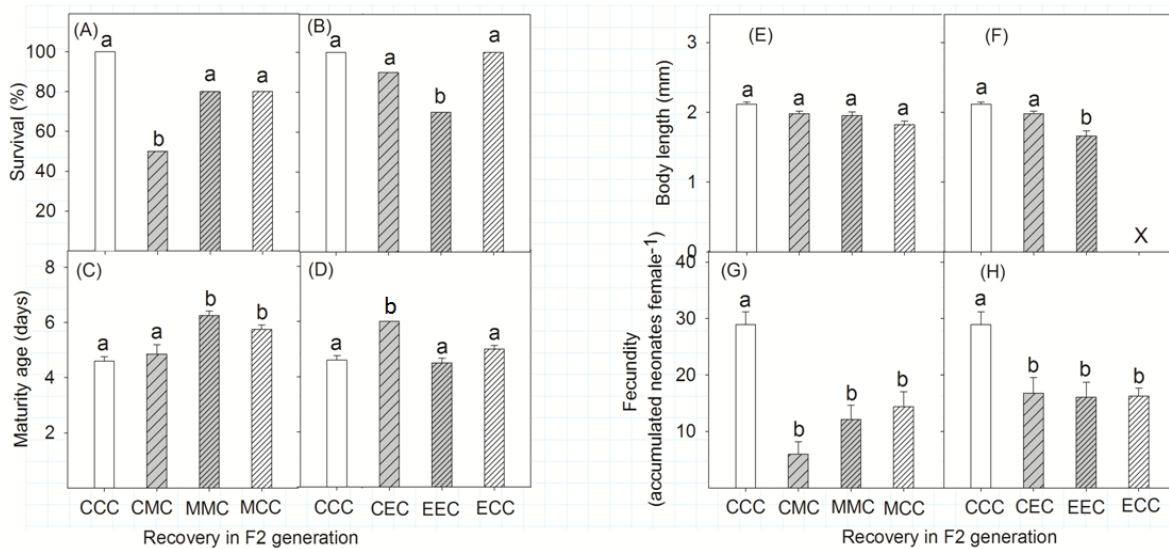 (A)
a
b
a
a
100
80
60
40
20
Survival (%)
(B)
a
a
b
a
(C)
a
a
b
b
8
6
4
2
Maturity age (days)
CCC CMC MMC MCC
(D)
a
b
a
a
CCC CEC EEC ECC
Recovery in F2 generation
(E)
a
a
a
a
3
2
1
0
Body length (mm)
(F)
a
a
b
X
(G)
a
b
b
b
40
30
20
10
Fecundity
(accumulated neonates female⁻¹)
CCC CMC MMC MCC
(H)
a
b
b
b
CCC CEC EEC ECC
Recovery in F2 generation